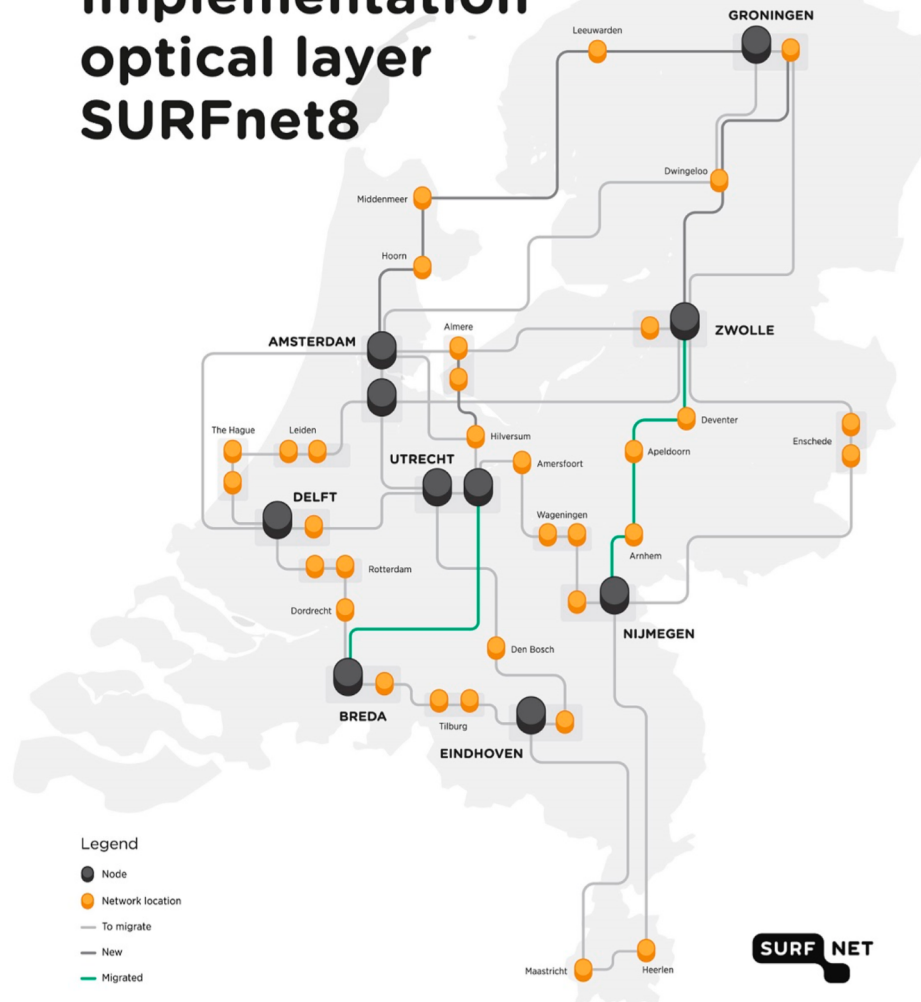 Implementation
optical layer
SURFnet8
GRONINGEN
Leeuwarden
Dwingeloo
Middenmeer
Hoorn
Almere
AMSTERDAM
ZWOLLE
Deventer
The Hague
Leiden
Hilversum
Enschede
Apeldoorn
UTRECHT
Amersfoort
DELFT
Wageningen
Arnhem
Rotterdam
Dordrecht
NIJMEGEN
Den Bosch
BREDA
Tilburg
EINDHOVEN
Legend
Node
Network location
To migrate
New
Migrated
SURF NET
Maastricht
Heerlen